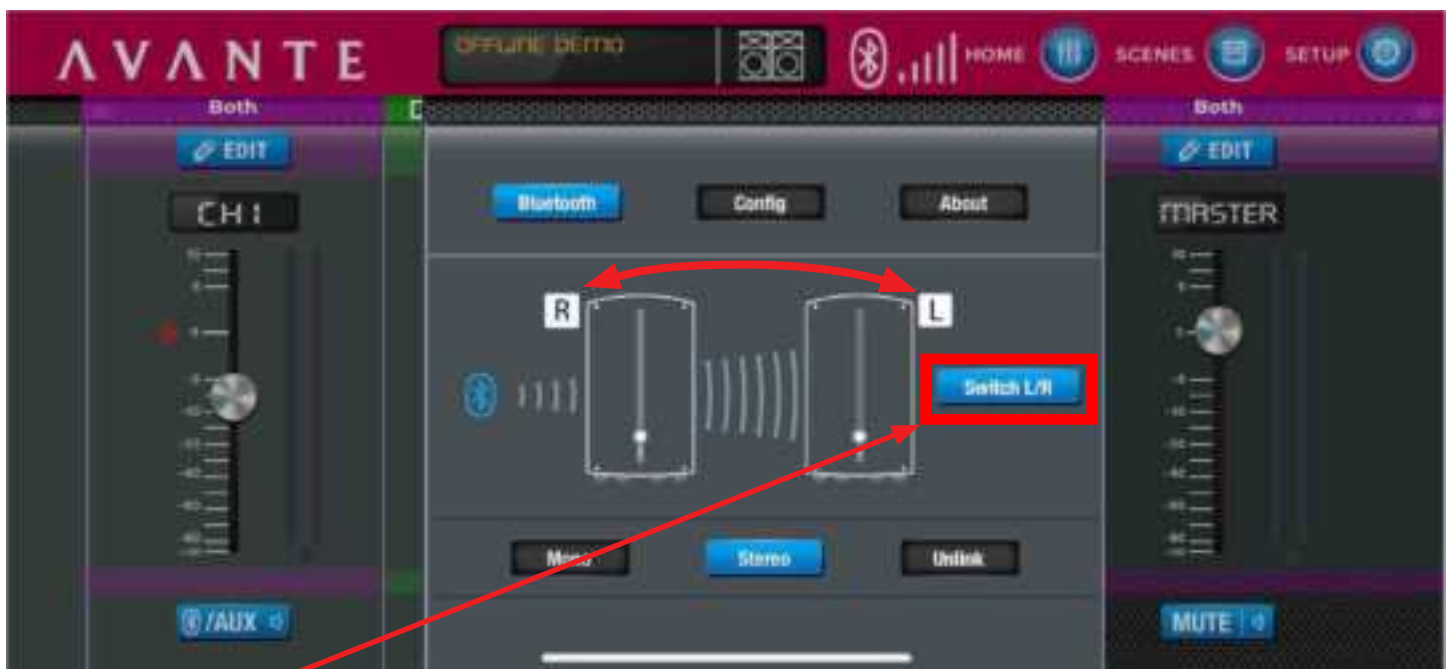 AVANTE
OFFLINE DEMO
HOME
SCENES
SETUP
Both
Both
EDIT
EDIT
Bluetooth
Config
About
CH1
MASTER
R
L
Switch L/R
Mono
Stereo
Unlink
/AUX
MUTE